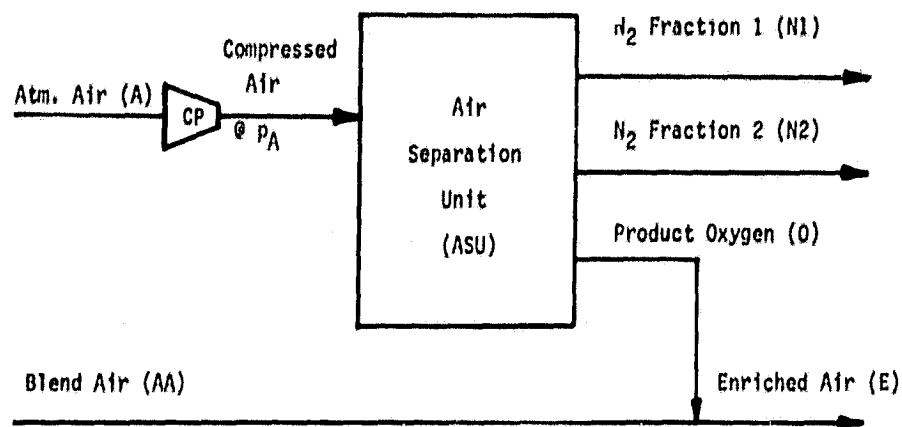 N₂ Fraction 1 (N1)
Compressed
Air
Atm. Air (A)
CP
@ pA
Air
Separation
Unit
(ASU)
N₂ Fraction 2 (N2)
Product Oxygen (O)
Blend Air (AA)
Enriched Air (E)